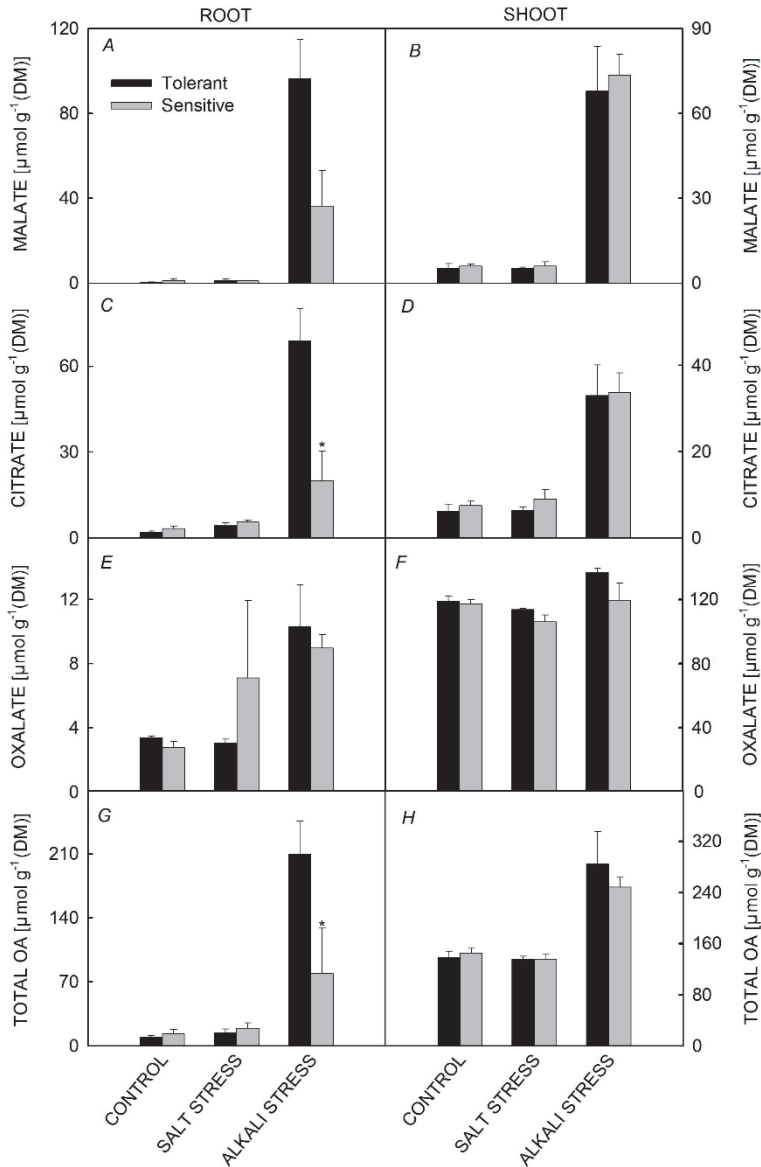 ROOT SHOOT
A B
Tolerant
Sensitive
MALATE [µmol g⁻¹(DM)]
120
80
40
0
MALATE [µmol g⁻¹(DM)]
90
60
30
0
C D
CITRATE [µmol g⁻¹(DM)]
60
30
0
*
CITRATE [µmol g⁻¹(DM)]
40
20
0
E F
OXALATE [µmol g⁻¹(DM)]
12
8
4
0
OXALATE [µmol g⁻¹(DM)]
120
80
40
0
G H
TOTAL OA [µmol g⁻¹(DM)]
210
140
70
0
*
TOTAL OA [µmol g⁻¹(DM)]
320
240
160
80
0
CONTROL
SALT STRESS
ALKALI STRESS
CONTROL
SALT STRESS
ALKALI STRESS